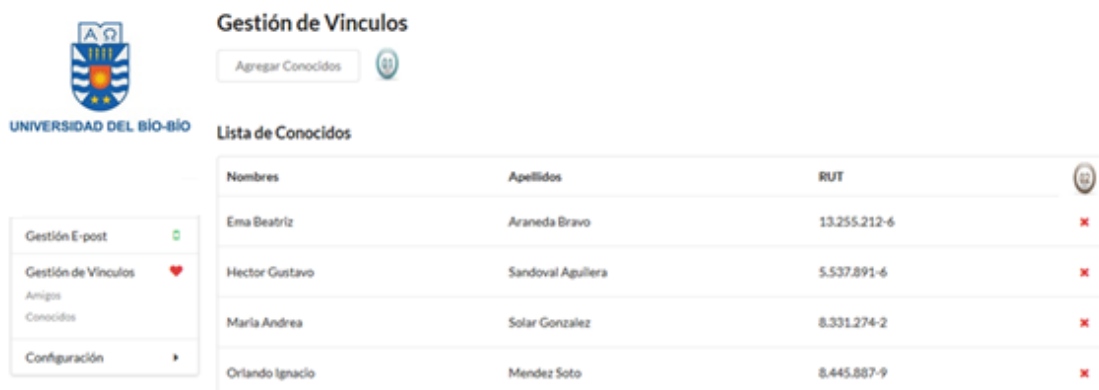 Gestión de Vinculos
Agregar Conocidos
01
ΑΩ
UNIVERSIDAD DEL BÍO-BÍO
Gestión E-post
Gestión de Vinculos
Amigos
Conocidos
Configuración
Lista de Conocidos
Nombres Apellidos RUT 02
Ema Beatriz Araneda Bravo 13.255.212-6
Hector Gustavo Sandoval Aguilera 5.537.891-6
Maria Andrea Solar Gonzalez 8.331.274-2
Orlando Ignacio Mendez Soto 8.445.887-9